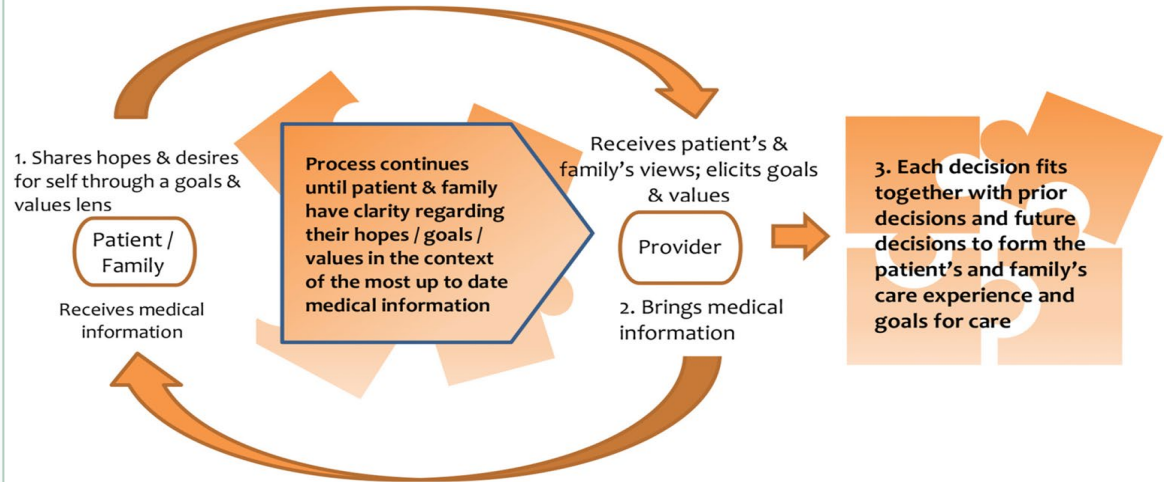 1. Shares hopes & desires
for self through a goals &
values lens
Patient /
Family
Receives medical
information
Process continues
until patient & family
have clarity regarding
their hopes / goals /
values in the context
of the most up to date
medical information
Receives patient's &
family's views; elicits goals
& values
Provider
2. Brings medical
information
3. Each decision fits
together with prior
decisions and future
decisions to form the
patient's and family's
care experience and
goals for care